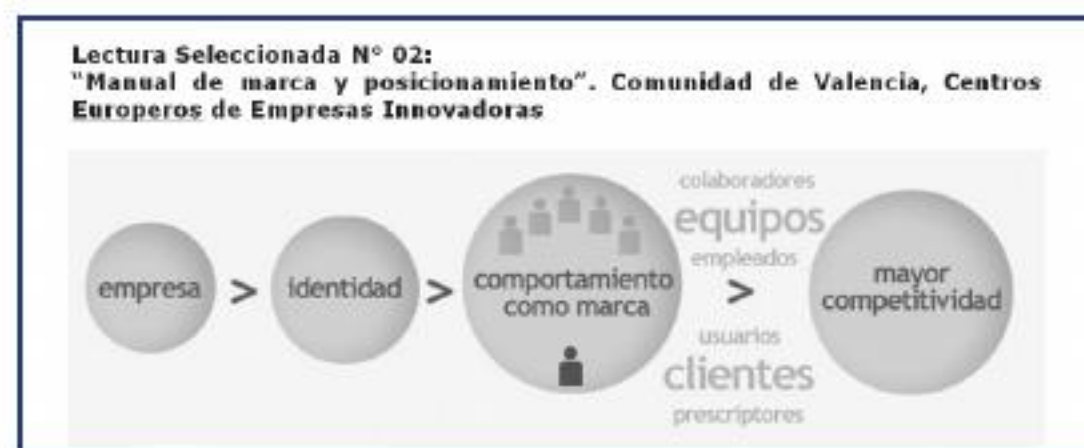 Lectura Seleccionada N° 02:
"Manual de marca y posicionamiento". Comunidad de Valencia, Centros
Europeros de Empresas Innovadoras
empresa
>
identidad
>
comportamiento
como marca
colaboradores
equipos
empleados
>
usuarios
clientes
prescriptores
mayor
competitividad